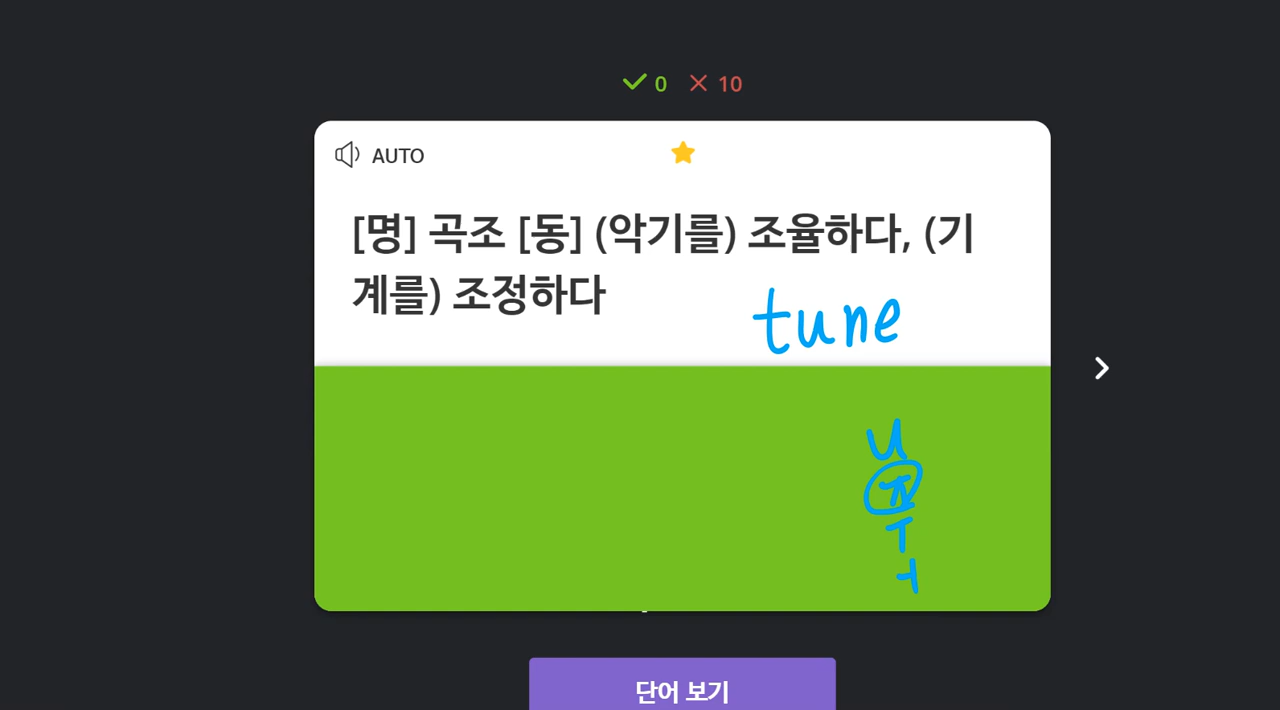 0 10
AUTO
[명] 곡조 [동] (악기를) 조율하다, (기
계를) 조정하다
tune
u
ㅠ
ㅜ
ㅓ
단어 보기